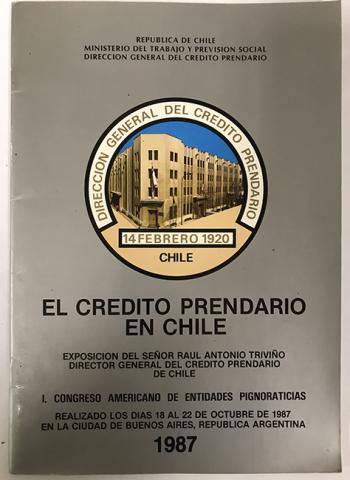 REPUBLICA DE CHILE
MINISTERIO DEL TRABAJO Y PREVISION SOCIAL
DIRECCION GENERAL DEL CREDITO PRENDARIO
DIRECCION GENERAL DEL CREDITO PRENDARIO
14 FEBRERO 1920
CHILE
EL CREDITO PRENDARIO
EN CHILE
EXPOSICION DEL SEÑOR RAUL ANTONIO TRIVIÑO
DIRECTOR GENERAL DEL CREDITO PRENDARIO
DE CHILE
I. CONGRESO AMERICANO DE ENTIDADES PIGNORATICIAS
REALIZADO LOS DIAS 18 AL 22 DE OCTUBRE DE 1987
EN LA CIUDAD DE BUENOS AIRES, REPUBLICA ARGENTINA
1987